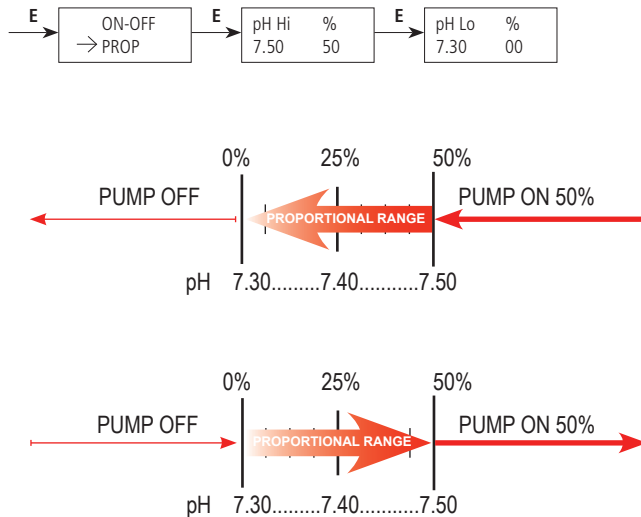 E ON-OFF E pH Hi % E pH Lo %
→ PROP 7.50 50 7.30 00
0% 25% 50%
PUMP OFF PROPORTIONAL RANGE PUMP ON 50%
pH 7.30.........7.40...........7.50
0% 25% 50%
PUMP OFF PROPORTIONAL RANGE PUMP ON 50%
pH 7.30.........7.40...........7.50